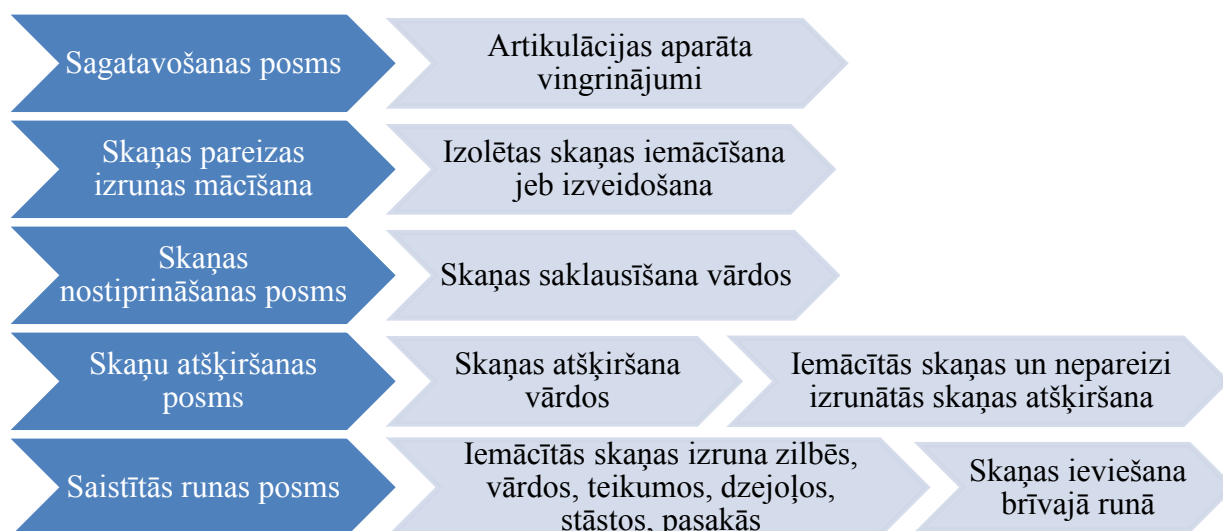 Sagatavošanas posms
Artikulācijas aparāta
vingrinājumi
Skaņas pareizas
izrunas mācīšana
Izolētas skaņas iemācīšana
jeb izveidošana
Skaņas
nostiprināšanas posms
Skaņas saklausīšana vārdos
Skaņu atšķiršanas
posms
Skaņas atšķiršana
vārdos
Iemācītās skaņas un nepareizi
izrunātās skaņas atšķiršana
Saistītās runas posms
Iemācītās skaņas izruna zilbēs,
vārdos, teikumos, dzejoļos,
stāstos, pasakās
Skaņas ieviešana
brīvajā runā